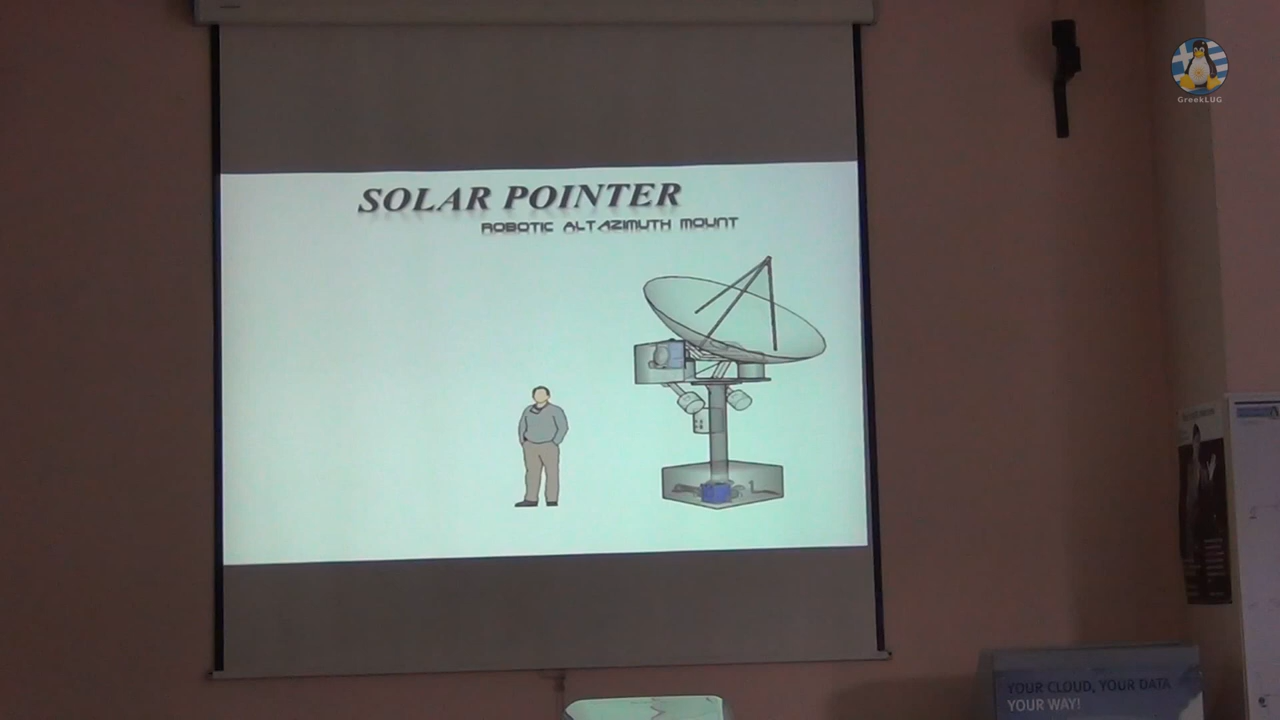 GreekLUG
SOLAR POINTER
ROBOTIC ALTAZIMUTH MOUNT
YOUR CLOUD, YOUR DATA
YOUR WAY!